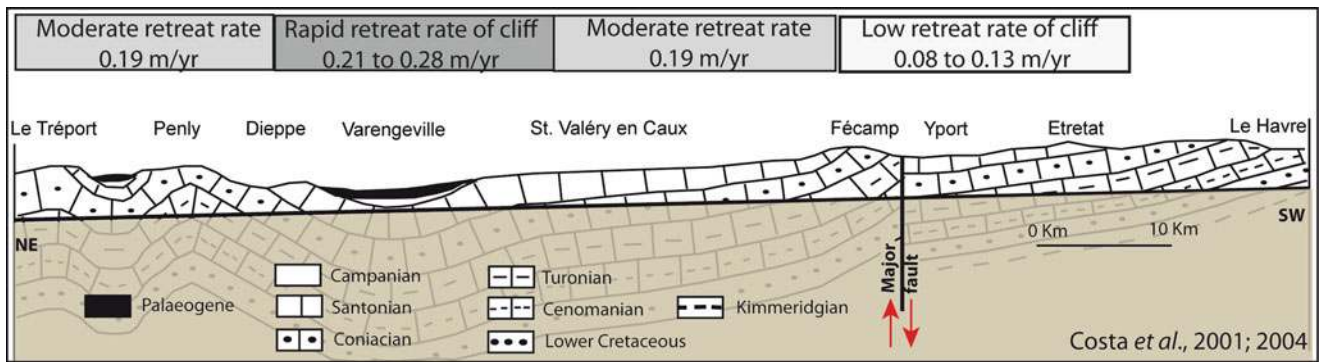 Moderate retreat rate
0.19 m/yr
Rapid retreat rate of cliff
0.21 to 0.28 m/yr
Moderate retreat rate
0.19 m/yr
Low retreat rate of cliff
0.08 to 0.13 m/yr
Le Tréport
Penly
Dieppe
Varengeville
St. Valéry en Caux
Fécamp
Yport
Etretat
Le Havre
NE
SW
0 Km
10 Km
Major
fault
Palaeogene
Campanian
Santonian
Coniacian
Turonian
Cenomanian
Lower Cretaceous
Kimmeridgian
Costa et al., 2001; 2004